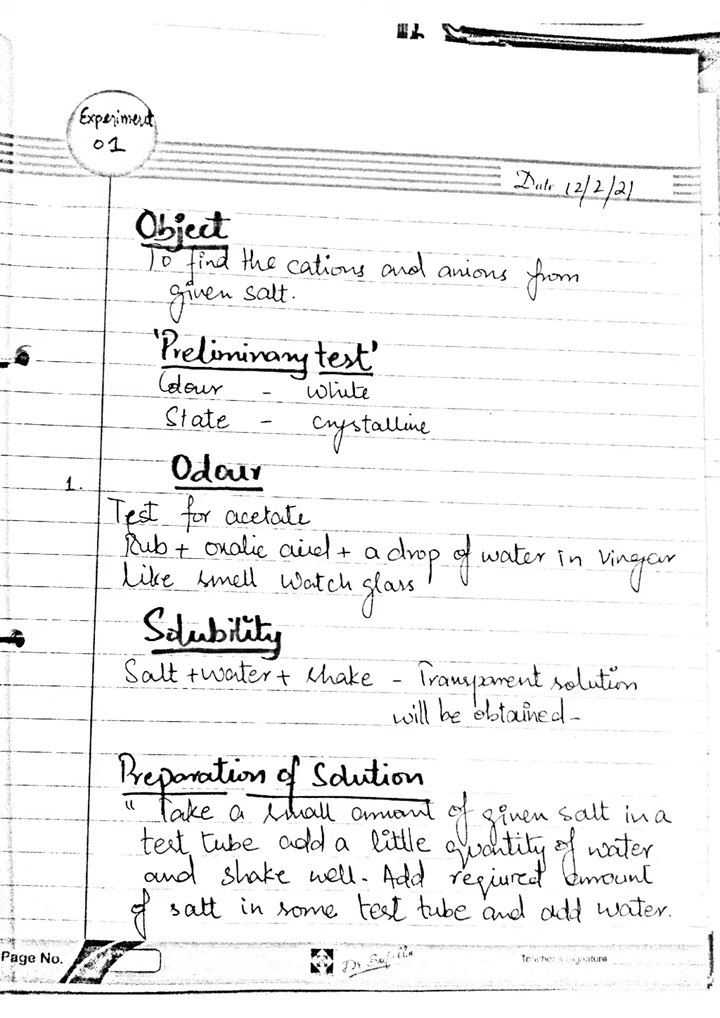 Experiment
01
Date 12/2/21
Object
To find the cations and anions from
given salt.
'Preliminary test'
Colour - White
State - crystalline
1. Odour
Test for acetate
Rub + oxalic acid + a drop of water in vingar
like smell watch glass
Solubility
Salt + water + shake - Transparent solution
will be obtained -
Preparation of Solution
" Take a small amount of given salt in a
test tube add a little quantity of water
and shake well. Add regiured amount
of salt in some test tube and add water.
Page No.
Teacher's Signature